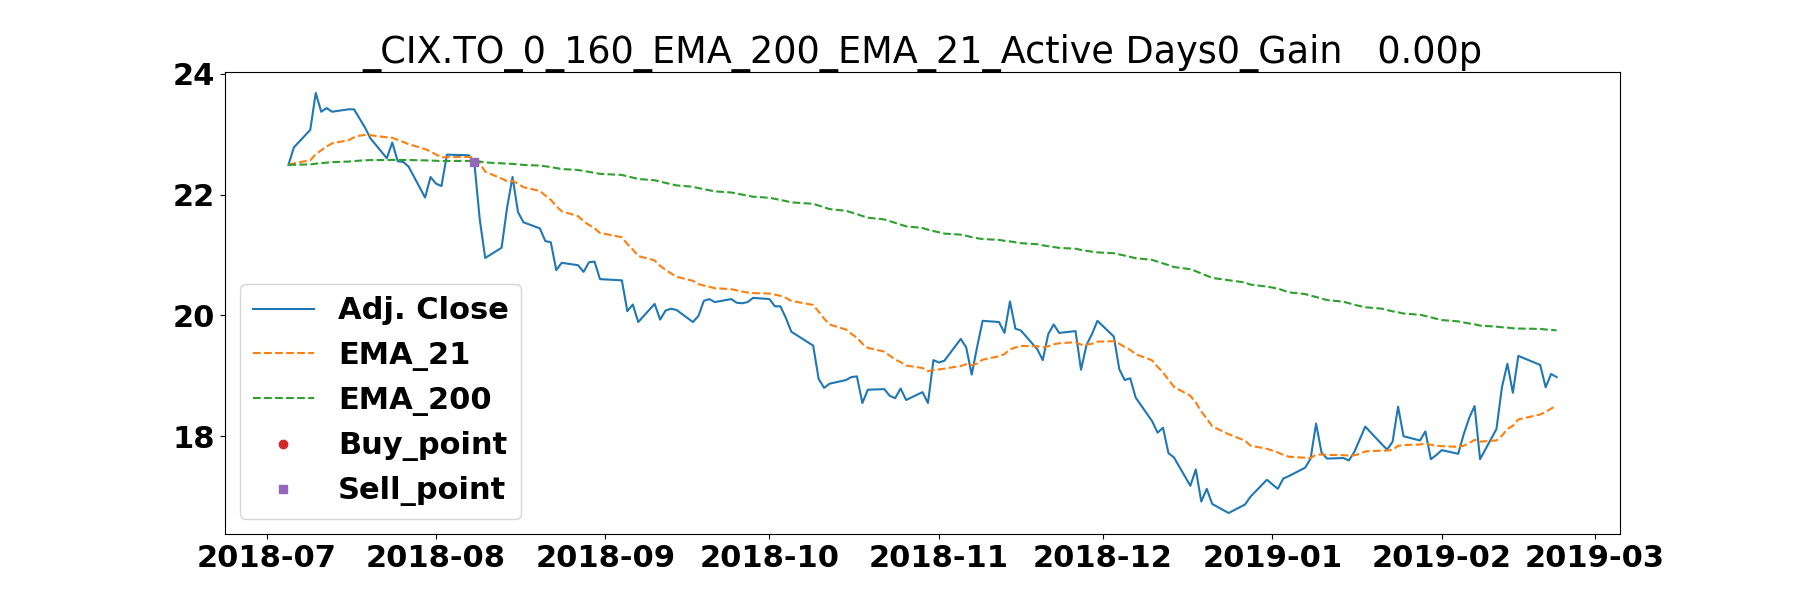 _CIX.TO_0_160_EMA_200_EMA_21_Active Days0_Gain   0.00p
24
22
20
18
Adj. Close
EMA_21
EMA_200
Buy_point
Sell_point
2018-07 2018-08 2018-09 2018-10 2018-11 2018-12 2019-01 2019-02 2019-03